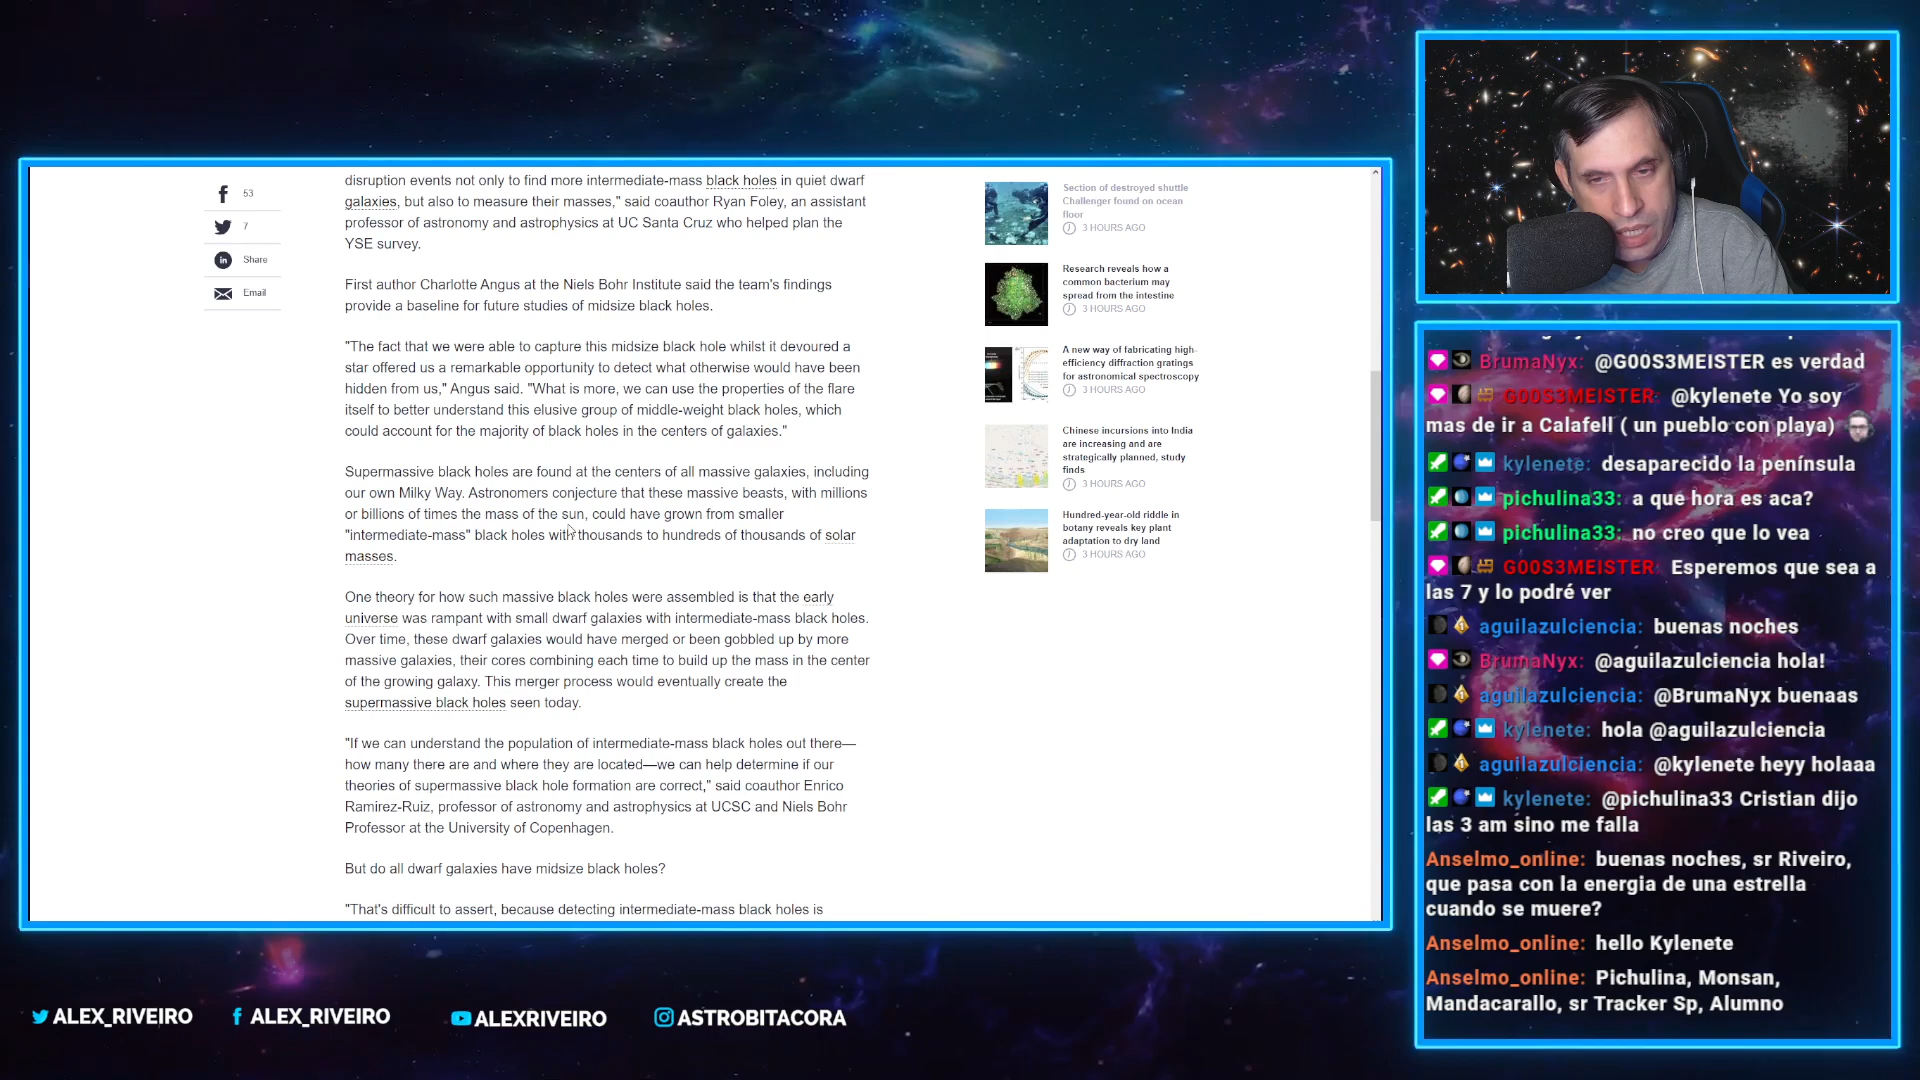 disruption events not only to find more intermediate-mass black holes in quiet dwarf
galaxies, but also to measure their masses," said coauthor Ryan Foley, an assistant
professor of astronomy and astrophysics at UC Santa Cruz who helped plan the
YSE survey.
First author Charlotte Angus at the Niels Bohr Institute said the team's findings
provide a baseline for future studies of midsize black holes.
"The fact that we were able to capture this midsize black hole whilst it devoured a
star offered us a remarkable opportunity to detect what otherwise would have been
hidden from us," Angus said. "What is more, we can use the properties of the flare
itself to better understand this elusive group of middle-weight black holes, which
could account for the majority of black holes in the centers of galaxies."
Supermassive black holes are found at the centers of all massive galaxies, including
our own Milky Way. Astronomers conjecture that these massive beasts, with millions
or billions of times the mass of the sun, could have grown from smaller
"intermediate-mass" black holes with thousands to hundreds of thousands of solar
masses.
One theory for how such massive black holes were assembled is that the early
universe was rampant with small dwarf galaxies with intermediate-mass black holes.
Over time, these dwarf galaxies would have merged or been gobbled up by more
massive galaxies, their cores combining each time to build up the mass in the center
of the growing galaxy. This merger process would eventually create the
supermassive black holes seen today.
"If we can understand the population of intermediate-mass black holes out there—
how many there are and where they are located—we can help determine if our
theories of supermassive black hole formation are correct," said coauthor Enrico
Ramirez-Ruiz, professor of astronomy and astrophysics at UCSC and Niels Bohr
Professor at the University of Copenhagen.
But do all dwarf galaxies have midsize black holes?
"That's difficult to assert, because detecting intermediate-mass black holes is
53
7
Share
Email
Section of destroyed shuttle
Challenger found on ocean
floor
3 HOURS AGO
Research reveals how a
common bacterium may
spread from the intestine
3 HOURS AGO
A new way of fabricating high-
efficiency diffraction gratings
for astronomical spectroscopy
3 HOURS AGO
Chinese incursions into India
are increasing and are
strategically planned, study
finds
3 HOURS AGO
Hundred-year-old riddle in
botany reveals key plant
adaptation to dry land
3 HOURS AGO
BrumaNyx: @G00S3MEISTER es verdad
G00S3MEISTER: @kylenete Yo soy
mas de ir a Calafell ( un pueblo con playa)
kylenete: desaparecido la península
pichulina33: a que hora es aca?
pichulina33: no creo que lo vea
G00S3MEISTER: Esperemos que sea a
las 7 y lo podré ver
aguilazulciencia: buenas noches
BrumaNyx: @aguilazulciencia hola!
aguilazulciencia: @BrumaNyx buenaas
kylenete: hola @aguilazulciencia
aguilazulciencia: @kylenete heyy holaaa
kylenete: @pichulina33 Cristian dijo
las 3 am sino me falla
Anselmo_online: buenas noches, sr Riveiro,
que pasa con la energia de una estrella
cuando se muere?
Anselmo_online: hello Kylenete
Anselmo_online: Pichulina, Monsan,
Mandacarallo, sr Tracker Sp, Alumno
ALEX_RIVEIRO
ALEX_RIVEIRO
ALEXRIVEIRO
ASTROBITACORA